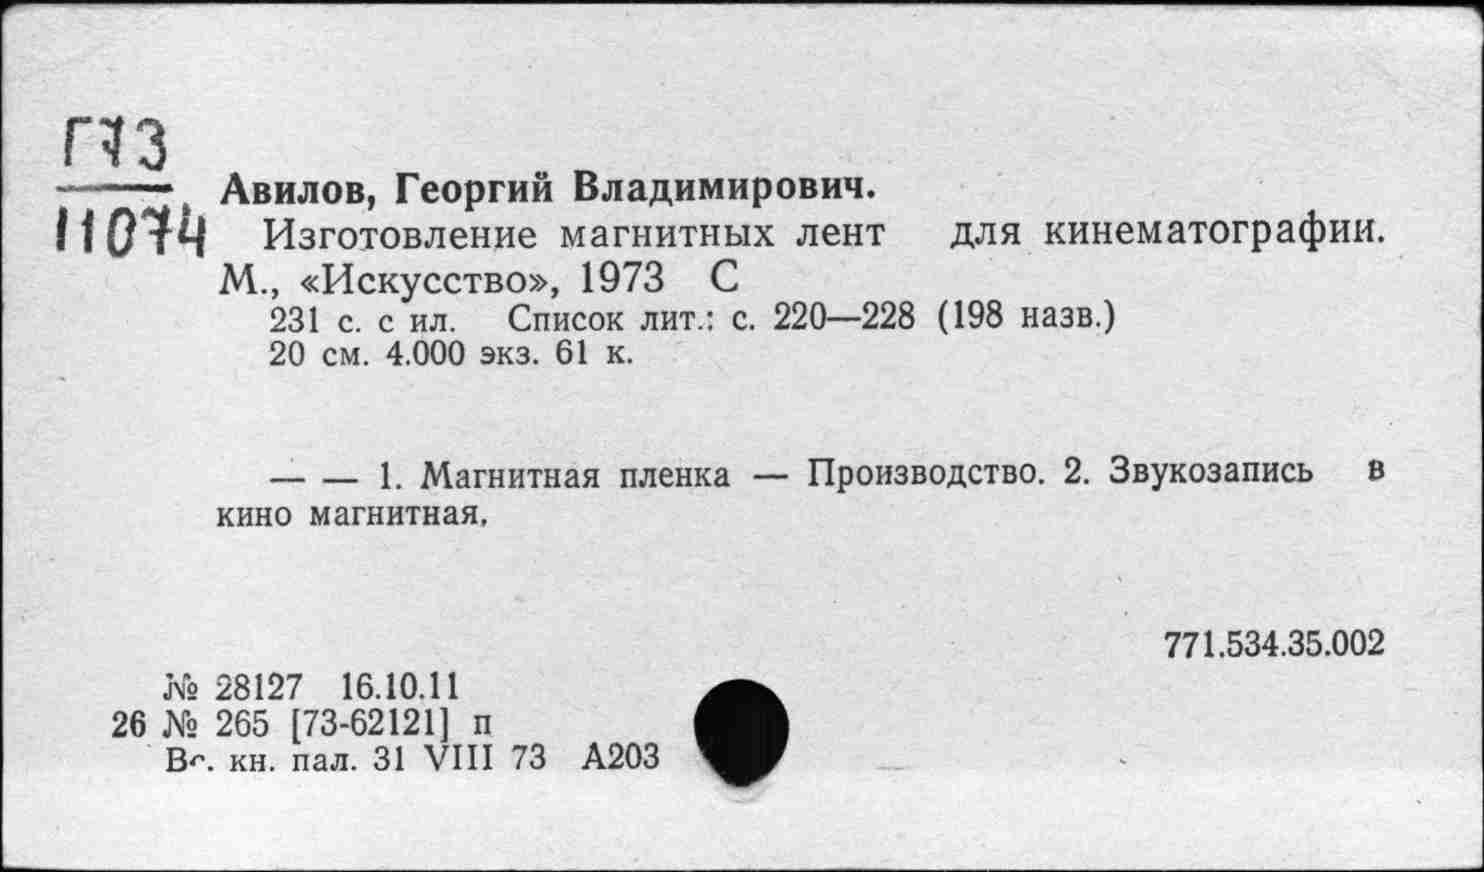 Г73
11074
Авилов, Георгий Владимирович.
Изготовление магнитных лент для кинематографии.
М., «Искусство», 1973 С
231 с. с ил. Список лит.: с. 220—228 (198 назв.)
20 см. 4.000 экз. 61 к.
— — 1. Магнитная пленка — Производство. 2. Звукозапись в
кино магнитная.
771.534.35.002
№ 28127 16.10.11
26 № 265 [73-62121] п
кн. пал. 31 VIII 73 А203